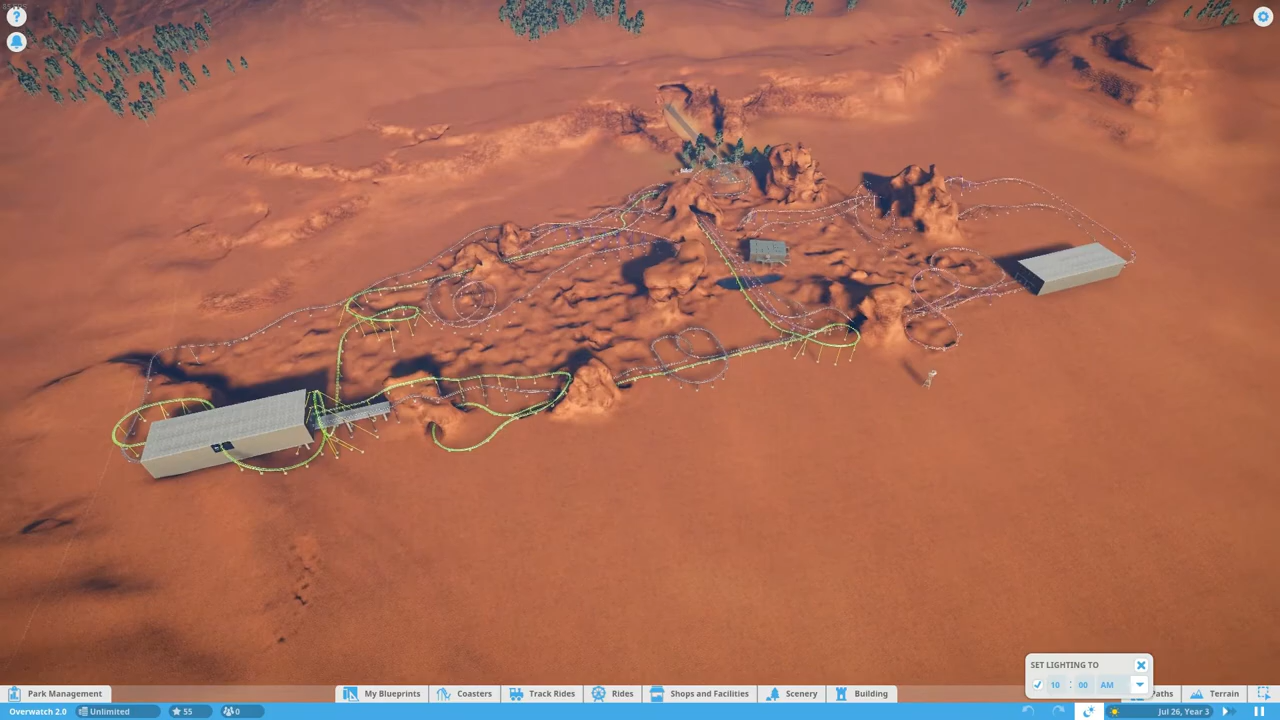 SET LIGHTING TO
10 : 00 AM
Park Management
My Blueprints
Coasters
Track Rides
Rides
Shops and Facilities
Scenery
Building
Paths
Terrain
Overwatch 2.0
Unlimited
55
0
Jul 26, Year 3